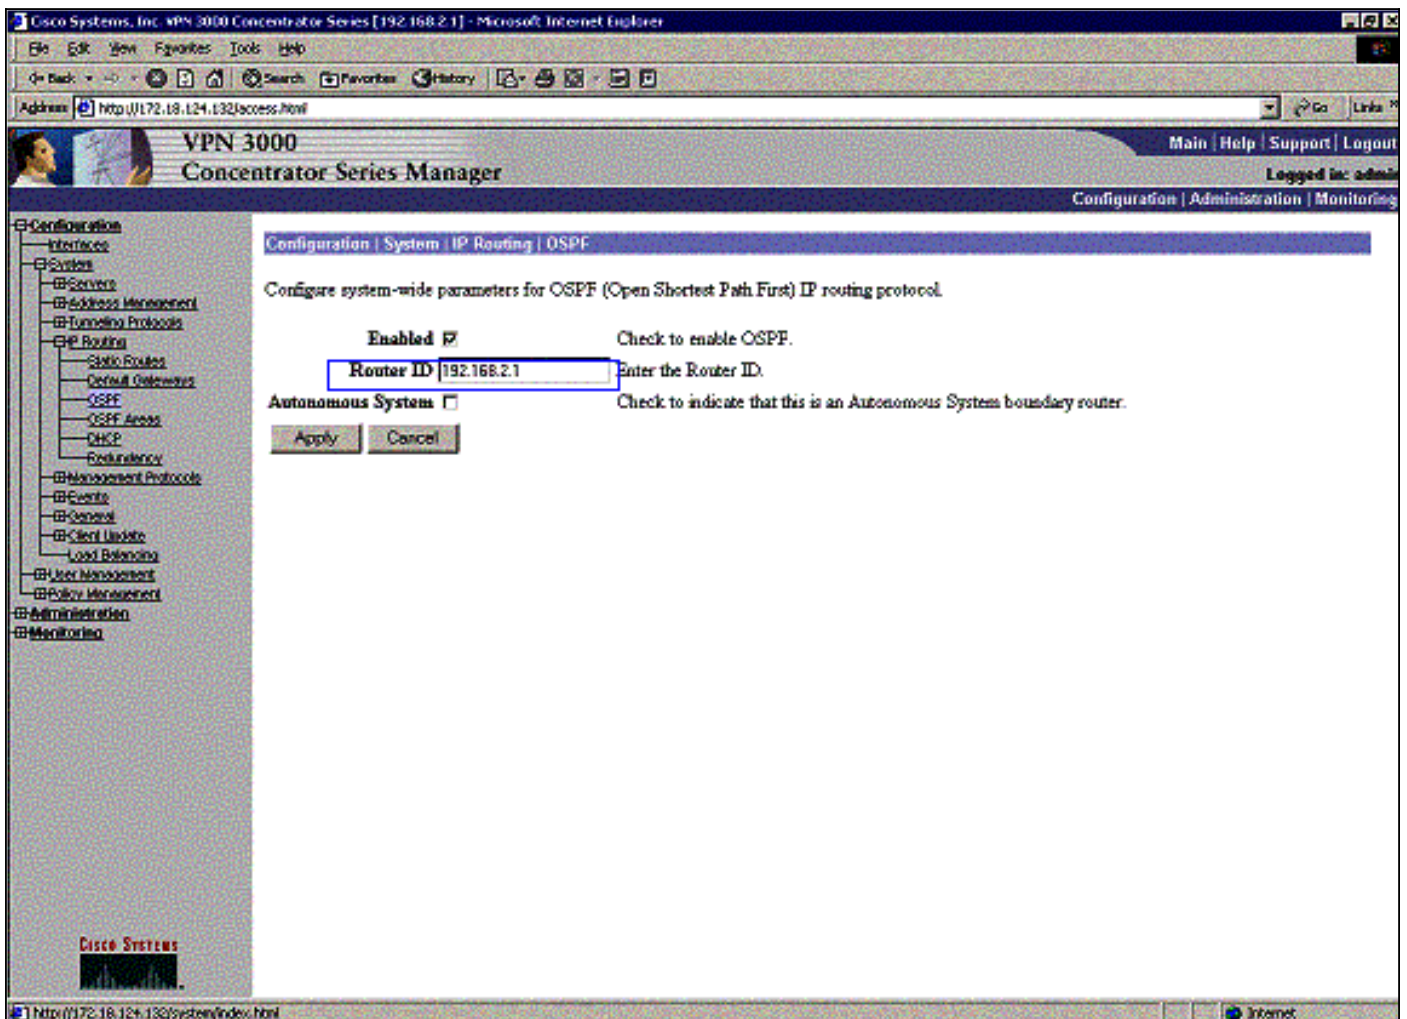 Cisco Systems, Inc. VPN 3000 Concentrator Series [192.168.2.1] - Microsoft Internet Explorer
File Edit View Favorites Tools Help
Back Search Favorites History
Address http://172.18.124.132/access.html Go Links
VPN 3000
Concentrator Series Manager
Main | Help | Support | Logout
Logged in: admin
Configuration | Administration | Monitoring
Configuration
Interfaces
System
Servers
Address Management
Tunneling Protocols
IP Routing
Static Routes
Default Gateways
OSPF
OSPF Areas
DHCP
Redundancy
Management Protocols
Events
General
Client Update
Load Balancing
User Management
Policy Management
Administration
Monitoring
Configuration | System | IP Routing | OSPF
Configure system-wide parameters for OSPF (Open Shortest Path First) IP routing protocol.
Enabled Check to enable OSPF.
Router ID 192.168.2.1 Enter the Router ID.
Autonomous System Check to indicate that this is an Autonomous System boundary router.
Apply Cancel
CISCO SYSTEMS
http://172.18.124.132/system/index.html Internet